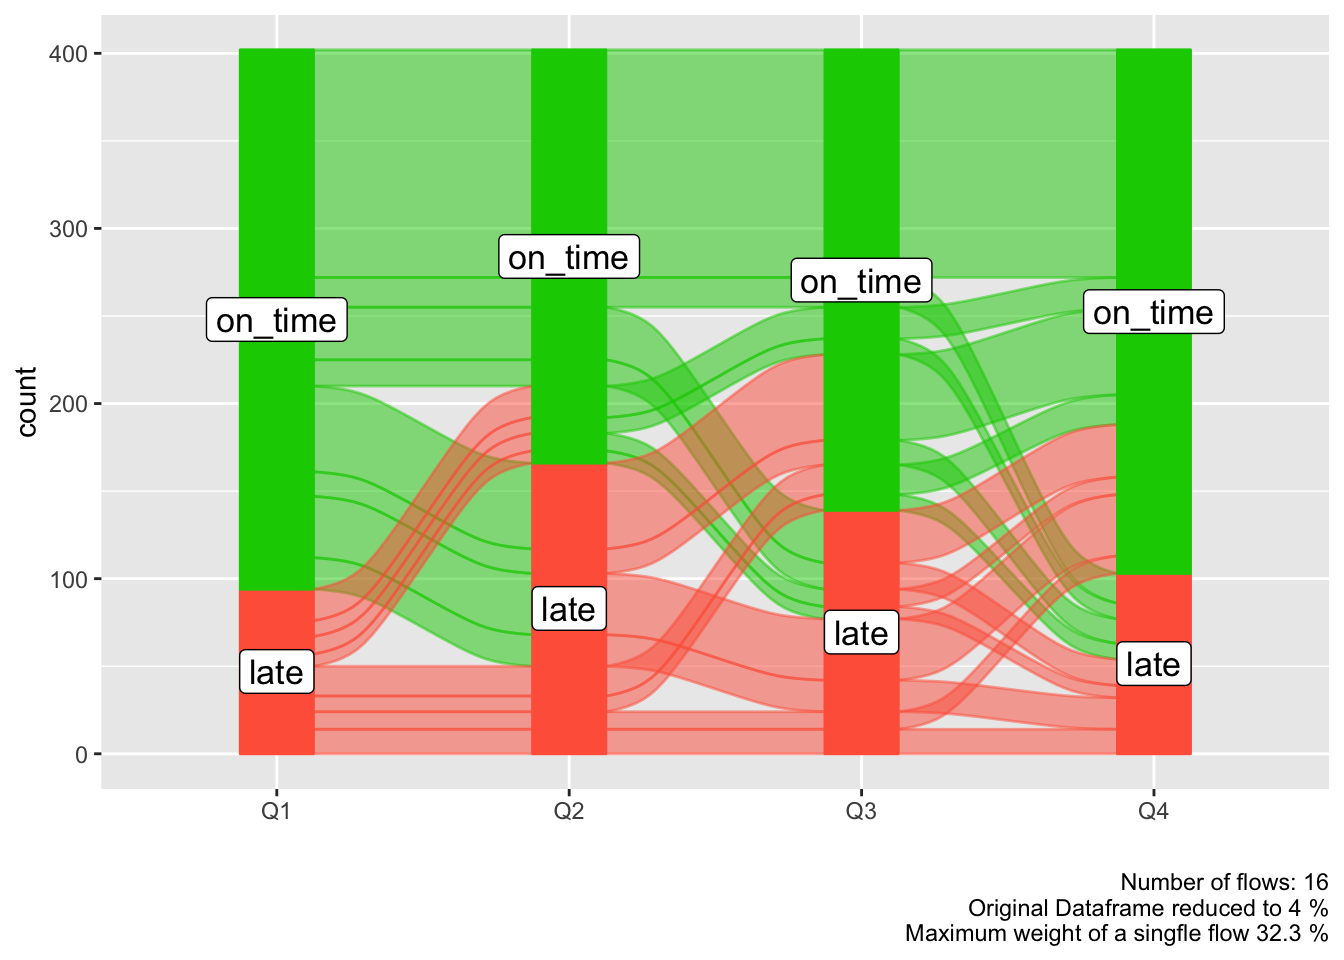 400
300
200
100
0
count
on_time
on_time
on_time
on_time
late
late
late
late
Q1 Q2 Q3 Q4
Number of flows: 16
Original Dataframe reduced to 4 %
Maximum weight of a singfle flow 32.3 %